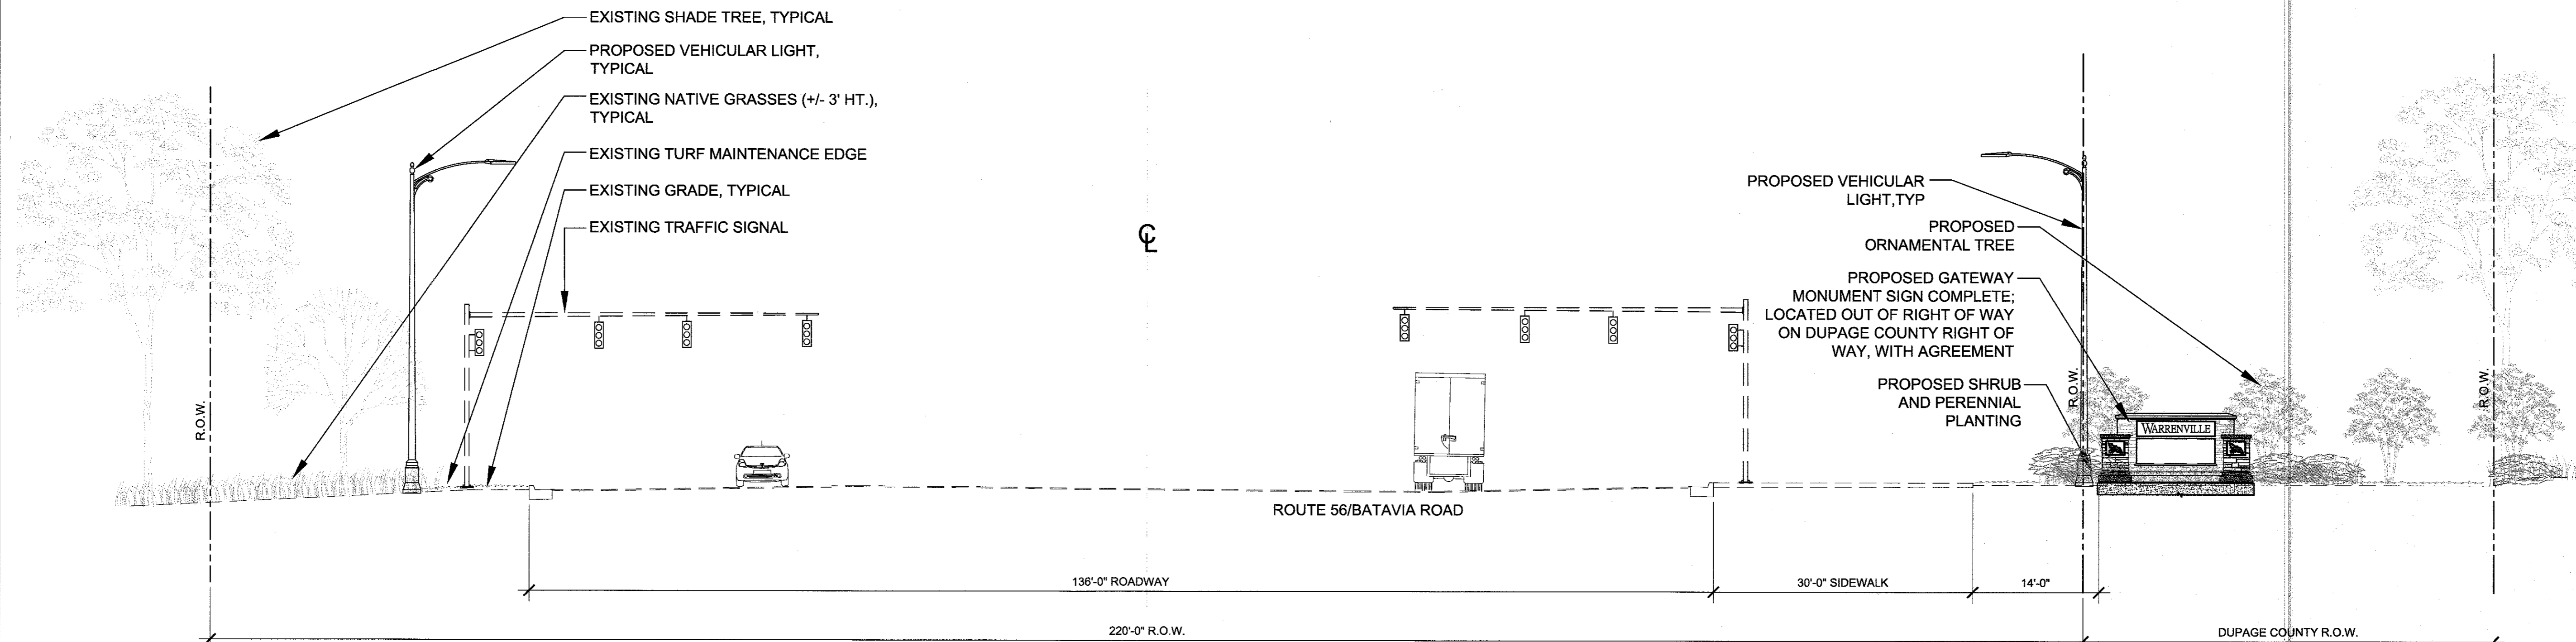 EXISTING SHADE TREE, TYPICAL
PROPOSED VEHICULAR LIGHT,
TYPICAL
EXISTING NATIVE GRASSES (+/- 3' HT.),
TYPICAL
EXISTING TURF MAINTENANCE EDGE
EXISTING GRADE, TYPICAL
EXISTING TRAFFIC SIGNAL
CL
PROPOSED VEHICULAR
LIGHT,TYP
PROPOSED
ORNAMENTAL TREE
PROPOSED GATEWAY
MONUMENT SIGN COMPLETE;
LOCATED OUT OF RIGHT OF WAY
ON DUPAGE COUNTY RIGHT OF
WAY, WITH AGREEMENT
PROPOSED SHRUB
AND PERENNIAL
PLANTING
R.O.W.
R.O.W.
R.O.W.
WARRENVILLE
ROUTE 56/BATAVIA ROAD
136'-0" ROADWAY
30'-0" SIDEWALK
14'-0"
220'-0" R.O.W.
DUPAGE COUNTY R.O.W.